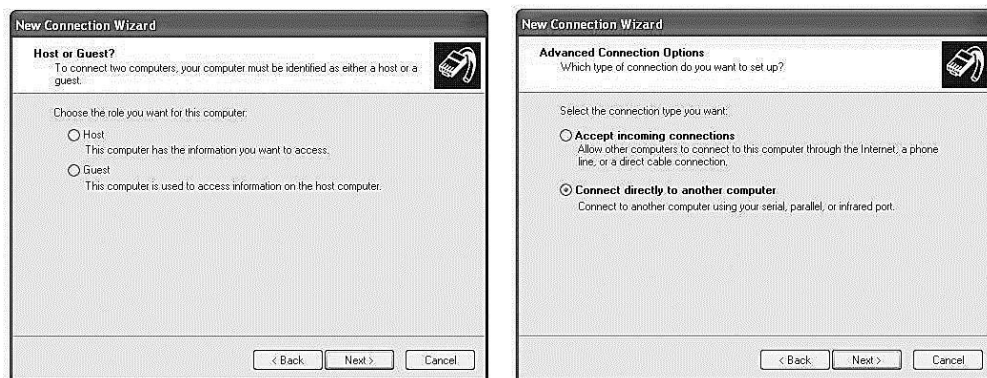 New Connection Wizard
Host or Guest?
To connect two computers, your computer must be identified as either a host or a
guest.
Choose the role you want for this computer:
Host
This computer has the information you want to access.
Guest
This computer is used to access information on the host computer.
< Back
Next >
Cancel
New Connection Wizard
Advanced Connection Options
Which type of connection do you want to set up?
Select the connection type you want:
Accept incoming connections
Allow other computers to connect to this computer through the Internet, a phone
line, or a direct cable connection.
Connect directly to another computer
Connect to another computer using your serial, parallel, or infrared port.
< Back
Next >
Cancel